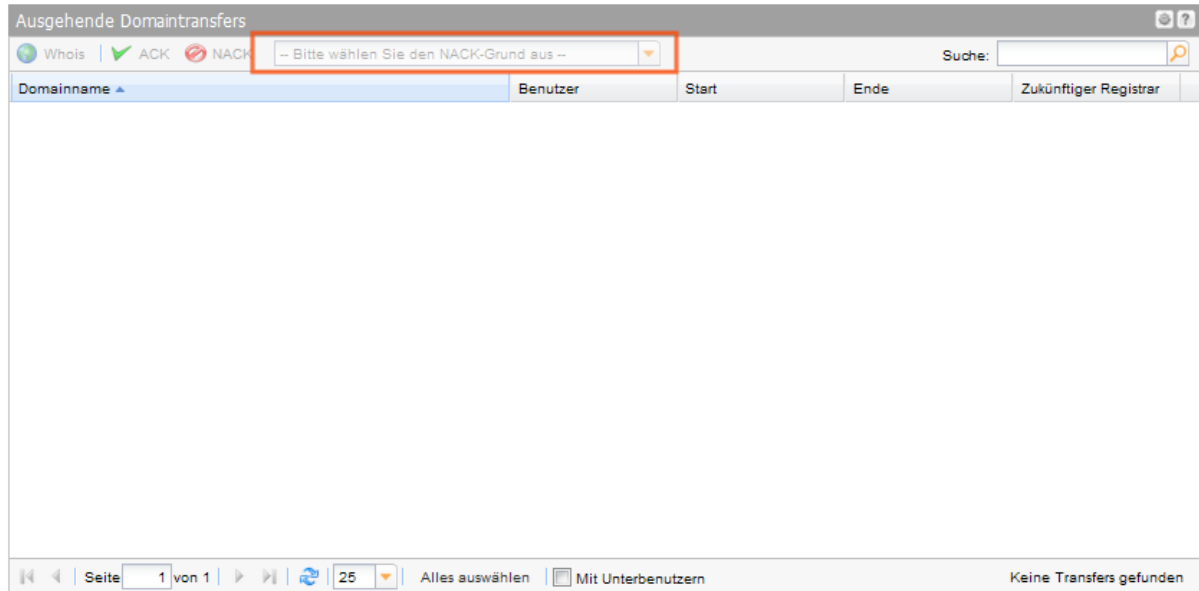 Ausgehende Domaintransfers
Whois ACK NACK -- Bitte wählen Sie den NACK-Grund aus -- Suche:
Domainname Benutzer Start Ende Zukünftiger Registrar
Seite 1 von 1 25 Alles auswählen Mit Unterbenutzern Keine Transfers gefunden